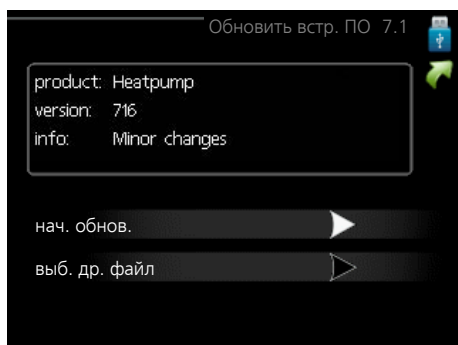 Обновить встр. ПО 7.1
product: Heatpump
version: 716
info: Minor changes
нач. обнов.
выб. др. файл